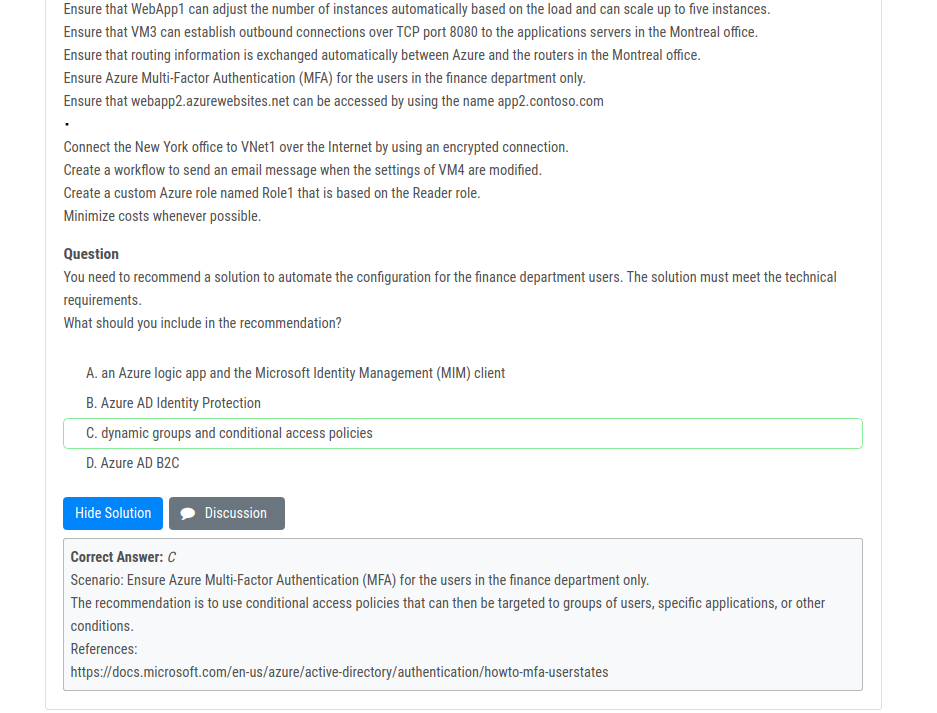 Ensure that WebApp1 can adjust the number of instances automatically based on the load and can scale up to five instances.
Ensure that VM3 can establish outbound connections over TCP port 8080 to the applications servers in the Montreal office.
Ensure that routing information is exchanged automatically between Azure and the routers in the Montreal office.
Ensure Azure Multi-Factor Authentication (MFA) for the users in the finance department only.
Ensure that webapp2.azurewebsites.net can be accessed by using the name app2.contoso.com
.
Connect the New York office to VNet1 over the Internet by using an encrypted connection.
Create a workflow to send an email message when the settings of VM4 are modified.
Create a custom Azure role named Role1 that is based on the Reader role.
Minimize costs whenever possible.
Question
You need to recommend a solution to automate the configuration for the finance department users. The solution must meet the technical
requirements.
What should you include in the recommendation?
A. an Azure logic app and the Microsoft Identity Management (MIM) client
B. Azure AD Identity Protection
C. dynamic groups and conditional access policies
D. Azure AD B2C
Hide Solution Discussion
Correct Answer: C
Scenario: Ensure Azure Multi-Factor Authentication (MFA) for the users in the finance department only.
The recommendation is to use conditional access policies that can then be targeted to groups of users, specific applications, or other
conditions.
References:
https://docs.microsoft.com/en-us/azure/active-directory/authentication/howto-mfa-userstates